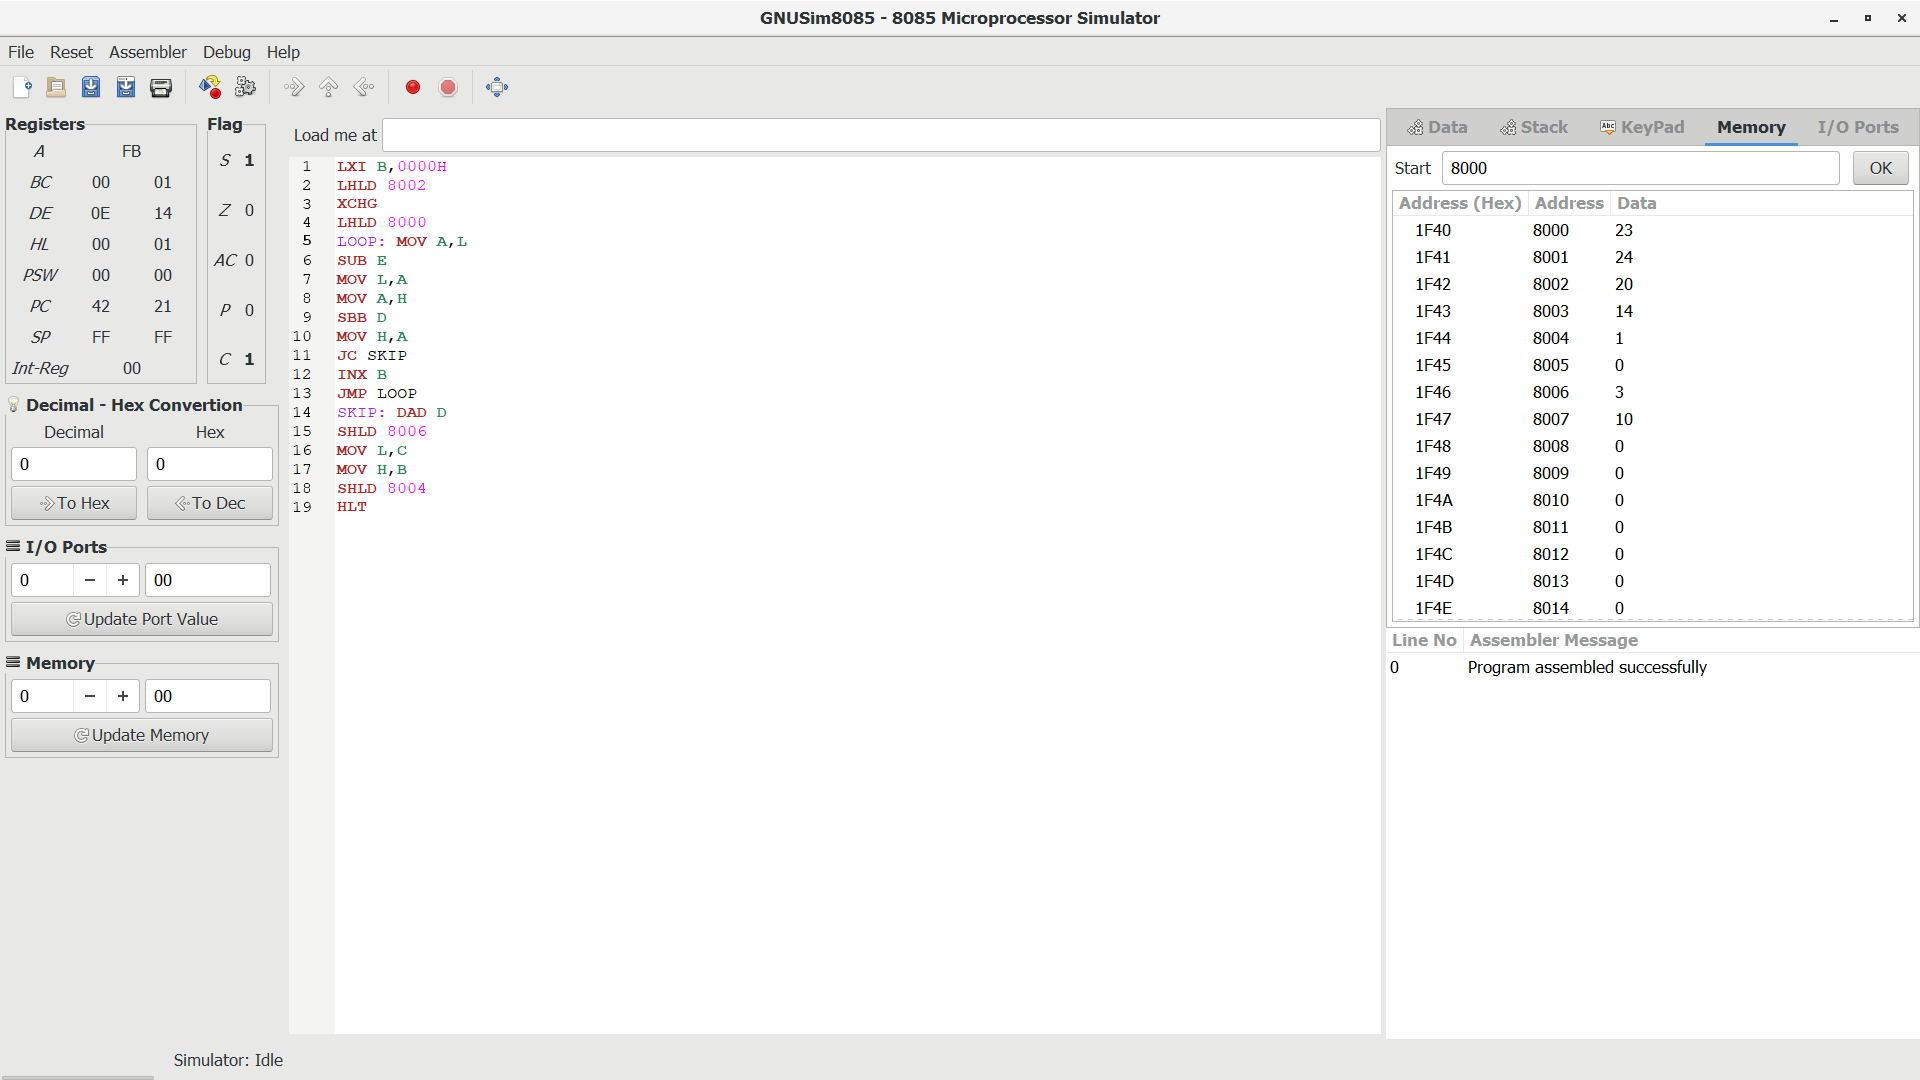 GNUSim8085 - 8085 Microprocessor Simulator
File Reset Assembler Debug Help
Registers
A FB
BC 00 01
DE 0E 14
HL 00 01
PSW 00 00
PC 42 21
SP FF FF
Int-Reg 00
Flag
S 1
Z 0
AC 0
P 0
C 1
Decimal - Hex Convertion
Decimal Hex
0 0
To Hex To Dec
I/O Ports
0 − + 00
Update Port Value
Memory
0 − + 00
Update Memory
Load me at
1 LXI B,0000H
2 LHLD 8002
3 XCHG
4 LHLD 8000
5 LOOP: MOV A,L
6 SUB E
7 MOV L,A
8 MOV A,H
9 SBB D
10 MOV H,A
11 JC SKIP
12 INX B
13 JMP LOOP
14 SKIP: DAD D
15 SHLD 8006
16 MOV L,C
17 MOV H,B
18 SHLD 8004
19 HLT
Data Stack Abc KeyPad Memory I/O Ports
Start 8000 OK
Address (Hex) Address Data
1F40 8000 23
1F41 8001 24
1F42 8002 20
1F43 8003 14
1F44 8004 1
1F45 8005 0
1F46 8006 3
1F47 8007 10
1F48 8008 0
1F49 8009 0
1F4A 8010 0
1F4B 8011 0
1F4C 8012 0
1F4D 8013 0
1F4E 8014 0
Line No Assembler Message
0 Program assembled successfully
Simulator: Idle